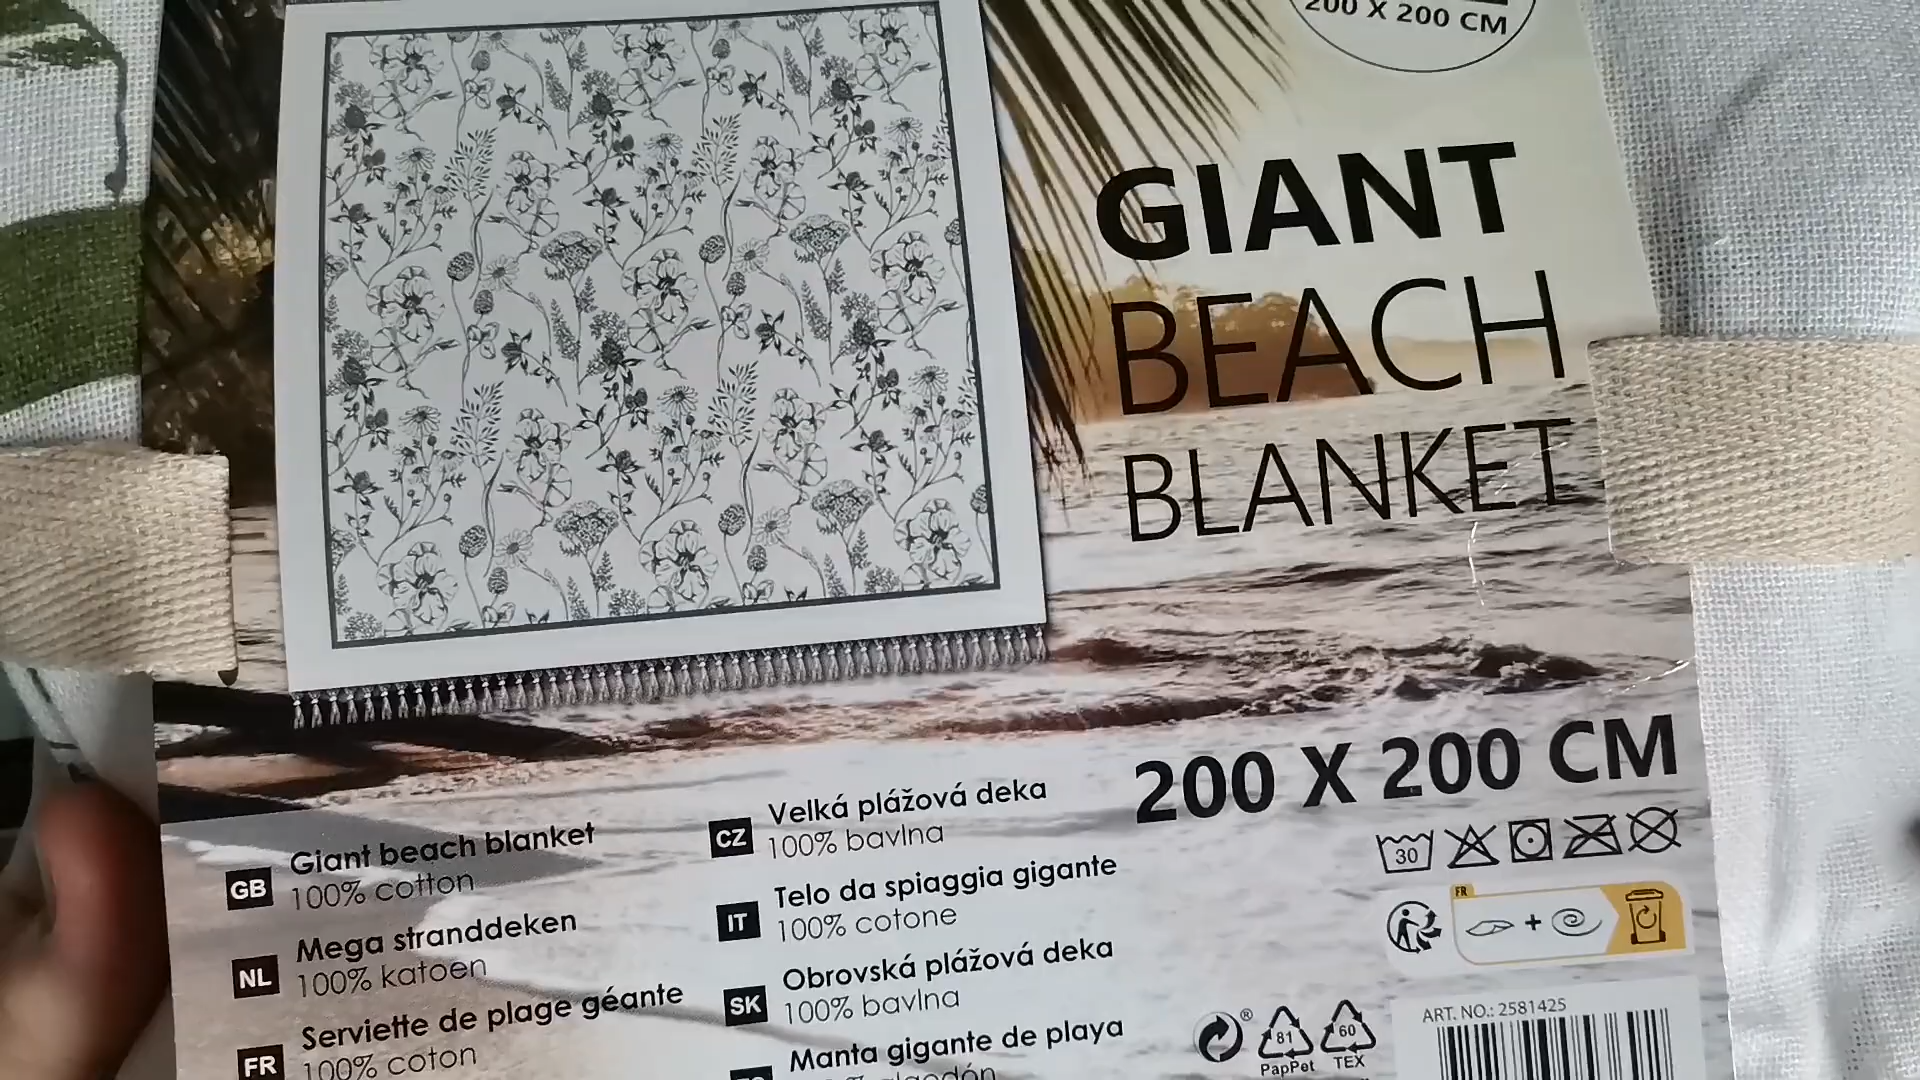 200 X 200 CM
GIANT
BEACH
BLANKET
200 X 200 CM
30
GB
Giant beach blanket
100% cotton
NL
Mega stranddeken
100% katoen
FR
Serviette de plage géante
100% coton
CZ
Velká plážová deka
100% bavlna
IT
Telo da spiaggia gigante
100% cotone
SK
Obrovská plážová deka
100% bavlna
Manta gigante de playa
FR
+
®
81
PapPet
60
TEX
ART. NO.: 2581425